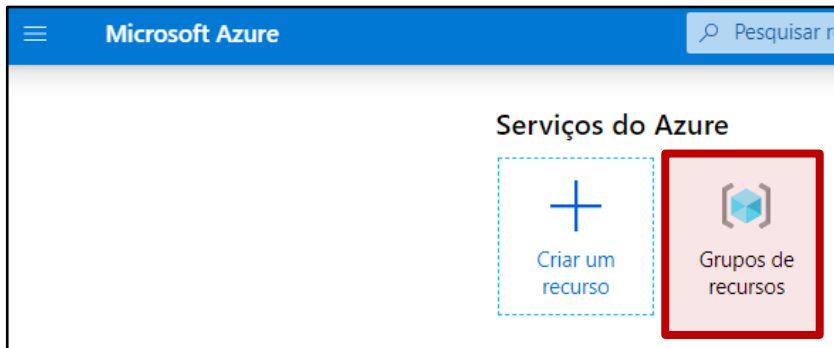 Microsoft Azure
Pesquisar
Serviços do Azure
Criar um
recurso
Grupos de
recursos